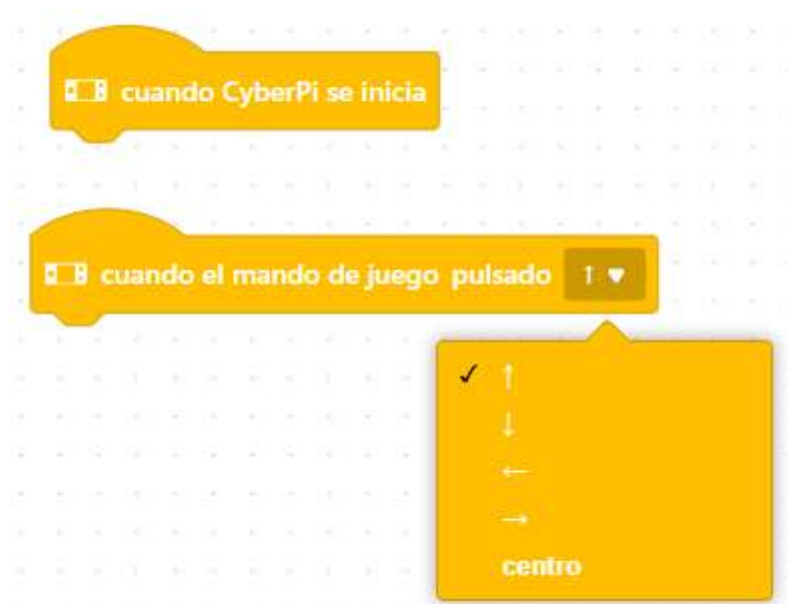 cuando CyberPi se inicia
cuando el mando de juego pulsado ↑
✓ ↑
↓
←
→
centro